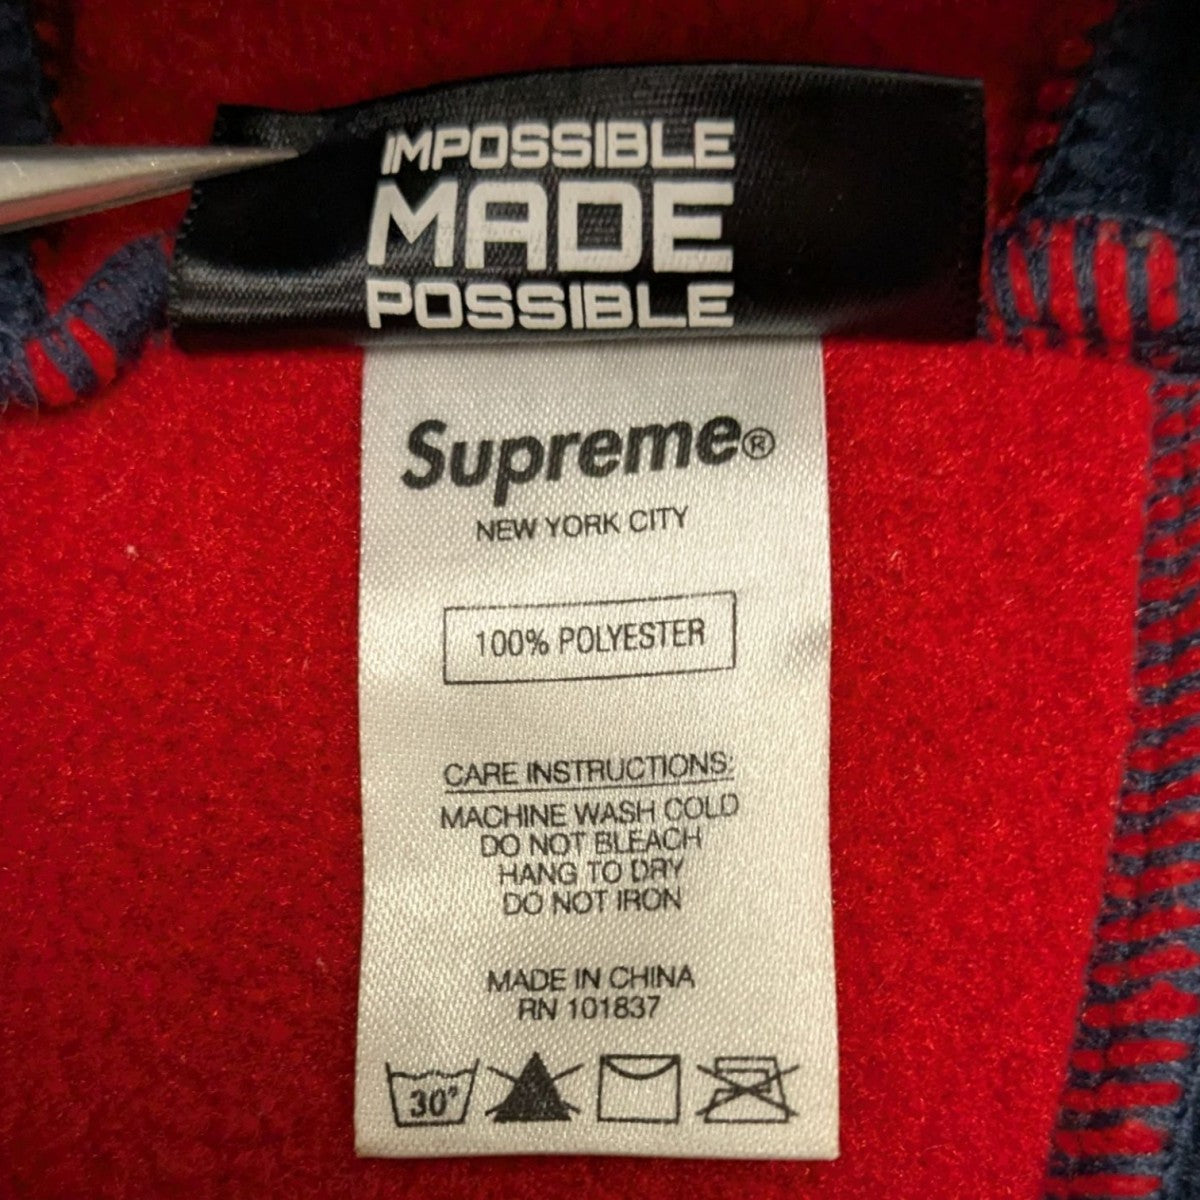 IMPOSSIBLE
MADE
POSSIBLE
Supreme®
NEW YORK CITY
100% POLYESTER
CARE INSTRUCTIONS:
MACHINE WASH COLD
DO NOT BLEACH
HANG TO DRY
DO NOT IRON
MADE IN CHINA
RN 101837
30°